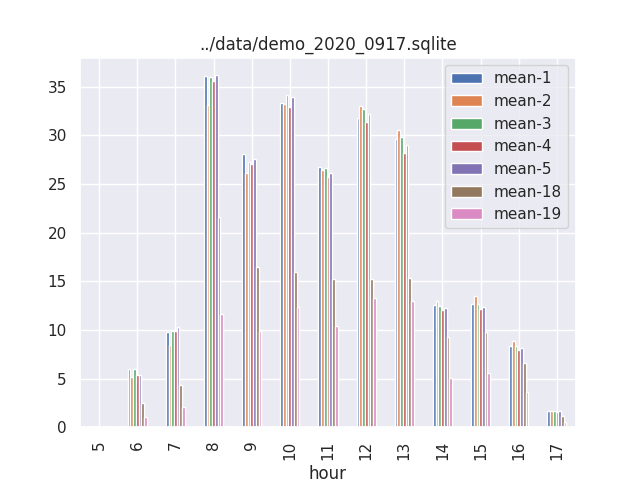 ../data/demo_2020_0917.sqlite
mean-1
mean-2
mean-3
mean-4
mean-5
mean-18
mean-19
35
30
25
20
15
10
5
0
5 6 7 8 9 10 11 12 13 14 15 16 17
hour